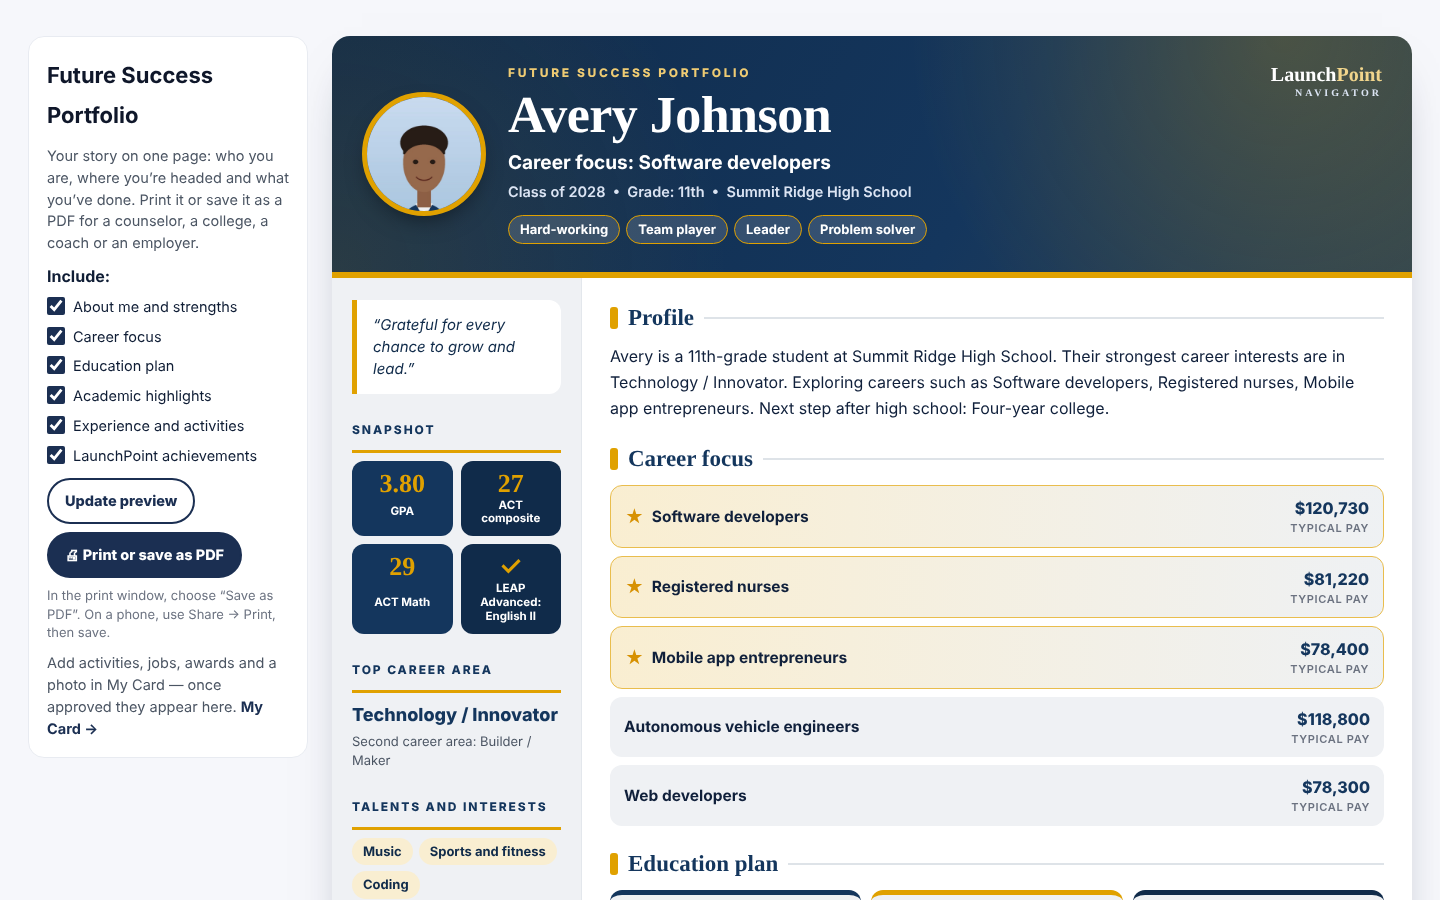 Future Success
Portfolio
Your story on one page: who you
are, where you’re headed and what
you’ve done. Print it or save it as a
PDF for a counselor, a college, a
coach or an employer.
Include:
About me and strengths
Career focus
Education plan
Academic highlights
Experience and activities
LaunchPoint achievements
Update preview
Print or save as PDF
In the print window, choose “Save as
PDF”. On a phone, use Share → Print,
then save.
Add activities, jobs, awards and a
photo in My Card — once
approved they appear here. My
Card →
FUTURE SUCCESS PORTFOLIO
Avery Johnson
Career focus: Software developers
Class of 2028 • Grade: 11th • Summit Ridge High School
Hard-working Team player Leader Problem solver
LaunchPoint
NAVIGATOR
“Grateful for every
chance to grow and
lead.”
SNAPSHOT
3.80
GPA
27
ACT
composite
29
ACT Math
LEAP
Advanced:
English II
TOP CAREER AREA
Technology / Innovator
Second career area: Builder /
Maker
TALENTS AND INTERESTS
Music Sports and fitness
Coding
Profile
Avery is a 11th-grade student at Summit Ridge High School. Their strongest career interests are in
Technology / Innovator. Exploring careers such as Software developers, Registered nurses, Mobile
app entrepreneurs. Next step after high school: Four-year college.
Career focus
★ Software developers $120,730
TYPICAL PAY
★ Registered nurses $81,220
TYPICAL PAY
★ Mobile app entrepreneurs $78,400
TYPICAL PAY
Autonomous vehicle engineers $118,800
TYPICAL PAY
Web developers $78,300
TYPICAL PAY
Education plan